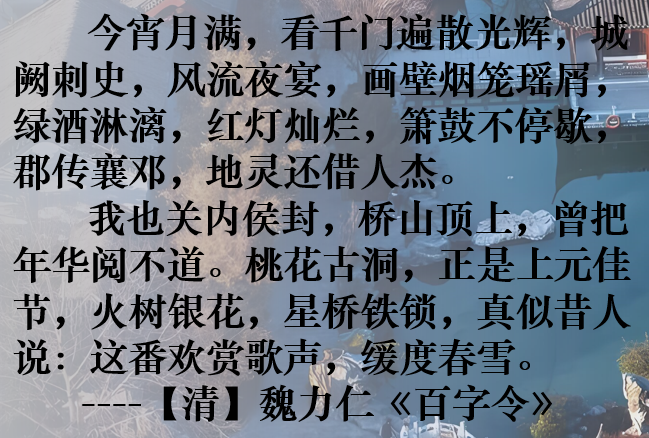 今宵月满，看千门遍散光辉，城
阙刺史，风流夜宴，画壁烟笼瑶屑，
绿酒淋漓，红灯灿烂，箫鼓不停歇，
郡传襄邓，地灵还借人杰。
我也关内侯封，桥山顶上，曾把
年华阅不道。桃花古洞，正是上元佳
节，火树银花，星桥铁锁，真似昔人
说：这番欢赏歌声，缓度春雪。
----【清】魏力仁《百字令》